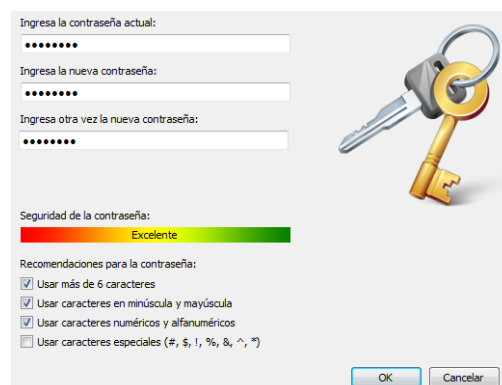 Ingresa la contraseña actual:
●●●●●●●●
Ingresa la nueva contraseña:
●●●●●●●●
Ingresa otra vez la nueva contraseña:
●●●●●●●●
Seguridad de la contraseña:
Excelente
Recomendaciones para la contraseña:
Usar más de 6 caracteres
Usar caracteres en minúscula y mayúscula
Usar caracteres numéricos y alfanuméricos
Usar caracteres especiales (#, $, !, %, &, ^, *)
OK Cancelar